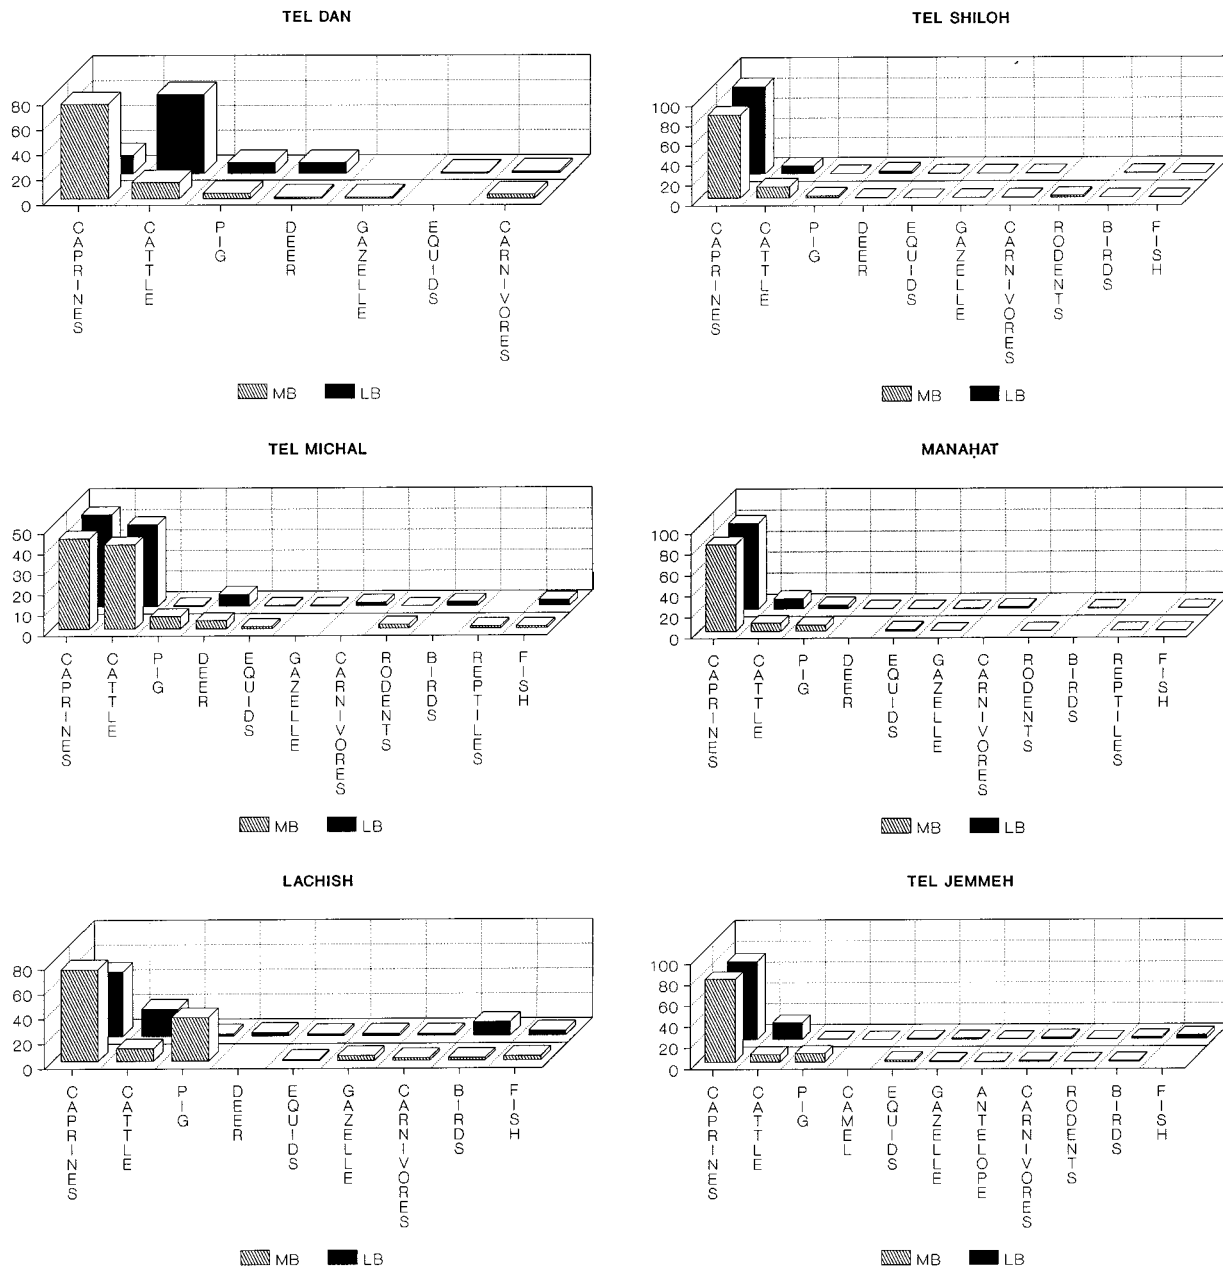 TEL DAN
80
60
40
20
0
CAPRINES
CATTLE
PIG
DEER
GAZELLE
EQUIDS
CARNIVORES
MB
LB
TEL SHILOH
100
80
60
40
20
0
CAPRINES
CATTLE
PIG
DEER
EQUIDS
GAZELLE
CARNIVORES
RODENTS
BIRDS
FISH
MB
LB
TEL MICHAL
50
40
30
20
10
0
CAPRINES
CATTLE
PIG
DEER
EQUIDS
GAZELLE
CARNIVORES
RODENTS
BIRDS
REPTILES
FISH
MB
LB
MANAḤAT
100
80
60
40
20
0
CAPRINES
CATTLE
PIG
DEER
EQUIDS
GAZELLE
CARNIVORES
RODENTS
BIRDS
REPTILES
FISH
MB
LB
LACHISH
80
60
40
20
0
CAPRINES
CATTLE
PIG
DEER
EQUIDS
GAZELLE
CARNIVORES
BIRDS
FISH
MB
LB
TEL JEMMEH
100
80
60
40
20
0
CAPRINES
CATTLE
PIG
CAMEL
EQUIDS
GAZELLE
ANTELOPE
CARNIVORES
RODENTS
BIRDS
FISH
MB
LB